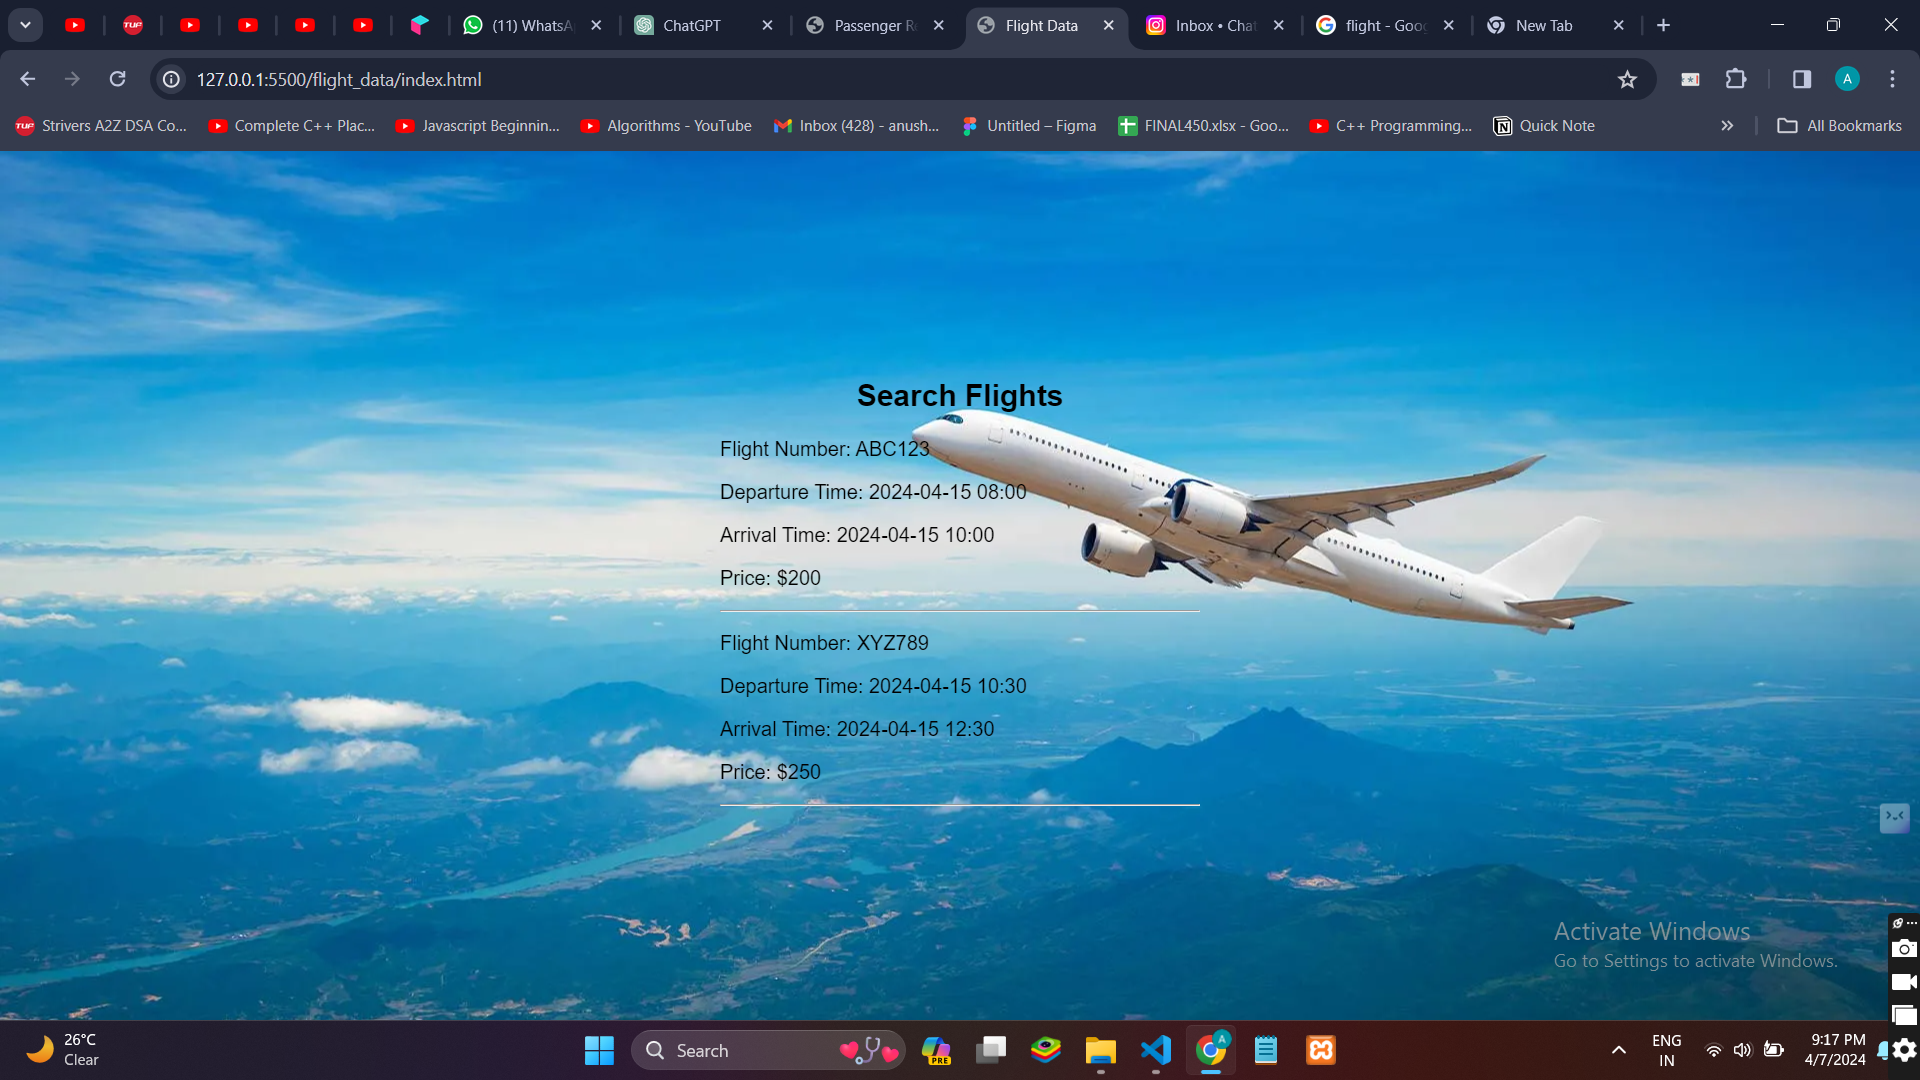 (11) WhatsA
ChatGPT
Passenger Re
Flight Data
Inbox • Chat
flight - Goog
New Tab
127.0.0.1:5500/flight_data/index.html
A
TUF
Strivers A2Z DSA Co...
Complete C++ Plac...
Javascript Beginnin...
Algorithms - YouTube
Inbox (428) - anush...
Untitled – Figma
FINAL450.xlsx - Goo...
C++ Programming...
Quick Note
All Bookmarks
Search Flights
Flight Number: ABC123
Departure Time: 2024-04-15 08:00
Arrival Time: 2024-04-15 10:00
Price: $200
Flight Number: XYZ789
Departure Time: 2024-04-15 10:30
Arrival Time: 2024-04-15 12:30
Price: $250
Activate Windows
Go to Settings to activate Windows.
26°C
Clear
Search
PRE
A
ENG
IN
9:17 PM
4/7/2024